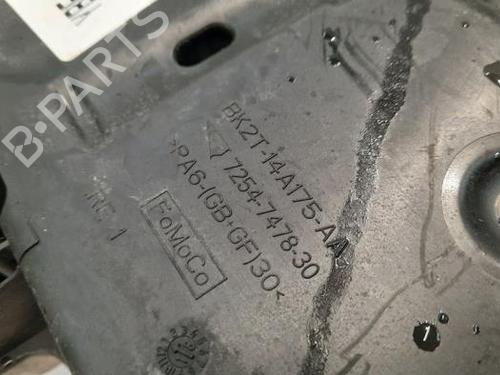 BK2T-14A175-AA
7254-7478-30
>PA6-(GB+GF)30<
FoMoCo
B-Parts
1